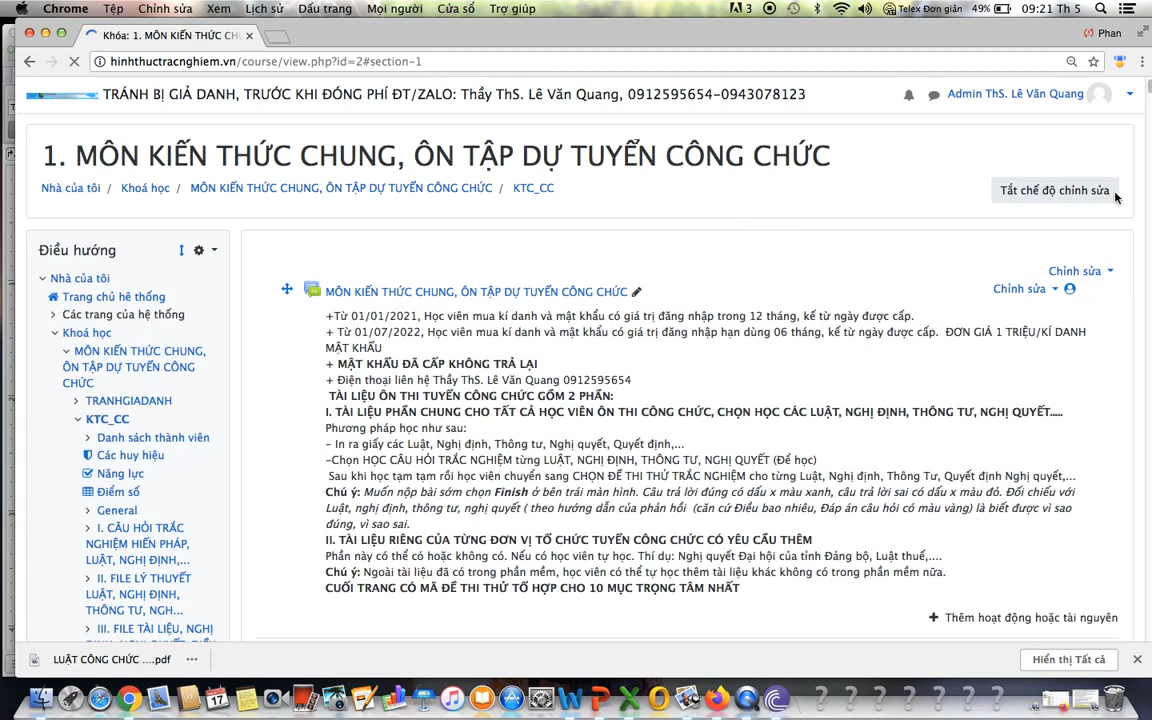 Chrome Tệp Chỉnh sửa Xem Lịch sử Dấu trang Mọi người Cửa sổ Trợ giúp 3 Telex Đơn giản 49% 09:21 Th 5
Khóa: 1. MÔN KIẾN THỨC CH Phan
hinhthuctracnghiem.vn/course/view.php?id=2#section-1
TRÁNH BỊ GIẢ DANH, TRƯỚC KHI ĐÓNG PHÍ ĐT/ZALO: Thầy ThS. Lê Văn Quang, 0912595654-0943078123 Admin ThS. Lê Văn Quang
1. MÔN KIẾN THỨC CHUNG, ÔN TẬP DỰ TUYỂN CÔNG CHỨC
Nhà của tôi / Khoá học / MÔN KIẾN THỨC CHUNG, ÔN TẬP DỰ TUYỂN CÔNG CHỨC / KTC_CC
Tắt chế độ chỉnh sửa
Điều hướng
Nhà của tôi
Trang chủ hệ thống
Các trang của hệ thống
Khoá học
MÔN KIẾN THỨC CHUNG,
ÔN TẬP DỰ TUYỂN CÔNG
CHỨC
TRANHGIADANH
KTC_CC
Danh sách thành viên
Các huy hiệu
Năng lực
Điểm số
General
I. CÂU HỎI TRẮC
NGHIỆM HIẾN PHÁP,
LUẬT, NGHỊ ĐỊNH,...
II. FILE LÝ THUYẾT
LUẬT, NGHỊ ĐỊNH,
THÔNG TƯ, NGH...
III. FILE TÀI LIỆU, NGHỊ
Chỉnh sửa
MÔN KIẾN THỨC CHUNG, ÔN TẬP DỰ TUYỂN CÔNG CHỨC Chỉnh sửa
+Từ 01/01/2021, Học viên mua kí danh và mật khẩu có giá trị đăng nhập trong 12 tháng, kể từ ngày được cấp.
+ Từ 01/07/2022, Học viên mua kí danh và mật khẩu có giá trị đăng nhập hạn dùng 06 tháng, kể từ ngày được cấp. ĐƠN GIÁ 1 TRIỆU/KÍ DANH
MẬT KHẨU
+ MẬT KHẨU ĐÃ CẤP KHÔNG TRẢ LẠI
+ Điện thoại liên hệ Thầy ThS. Lê Văn Quang 0912595654
TÀI LIỆU ÔN THI TUYỂN CÔNG CHỨC GỒM 2 PHẦN:
I. TÀI LIỆU PHẦN CHUNG CHO TẤT CẢ HỌC VIÊN ÔN THI CÔNG CHỨC, CHỌN HỌC CÁC LUẬT, NGHỊ ĐỊNH, THÔNG TƯ, NGHỊ QUYẾT.....
Phương pháp học như sau:
- In ra giấy các Luật, Nghị định, Thông tư, Nghị quyết, Quyết định,...
-Chọn HỌC CÂU HỎI TRẮC NGHIỆM từng LUẬT, NGHỊ ĐỊNH, THÔNG TƯ, NGHỊ QUYẾT (Để học)
Sau khi học tạm tạm rồi học viên chuyển sang CHỌN ĐỀ THI THỬ TRẮC NGHIỆM cho từng Luật, Nghị định, Thông Tư, Quyết định Nghị quyết,...
Chú ý: Muốn nộp bài sớm chọn Finish ở bên trái màn hình. Câu trả lời đúng có dấu x màu xanh, câu trả lời sai có dấu x màu đỏ. Đối chiếu với
Luật, nghị định, thông tư, nghị quyết ( theo hướng dẫn của phản hồi (căn cứ Điều bao nhiêu, Đáp án câu hỏi có màu vàng) là biết được vì sao
đúng, vì sao sai.
II. TÀI LIỆU RIÊNG CỦA TỪNG ĐƠN VỊ TỔ CHỨC TUYỂN CÔNG CHỨC CÓ YÊU CẦU THÊM
Phần này có thể có hoặc không có. Nếu có học viên tự học. Thí dụ: Nghị quyết Đại hội của tỉnh Đảng bộ, Luật thuế,....
Chú ý: Ngoài tài liệu đã có trong phần mềm, học viên có thể tự học thêm tài liệu khác không có trong phần mềm nữa.
CUỐI TRANG CÓ MÃ ĐỀ THI THỬ TỔ HỢP CHO 10 MỤC TRỌNG TÂM NHẤT
Thêm hoạt động hoặc tài nguyên
LUẬT CÔNG CHỨC ....pdf Hiển thị Tất cả